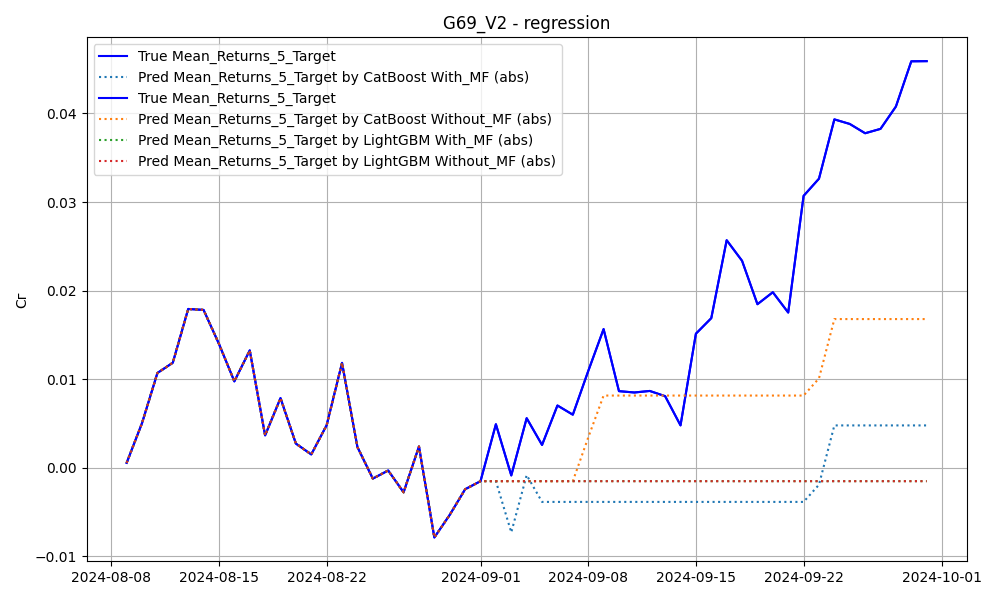 G69_V2 - regression
True Mean_Returns_5_Target
Pred Mean_Returns_5_Target by CatBoost With_MF (abs)
True Mean_Returns_5_Target
Pred Mean_Returns_5_Target by CatBoost Without_MF (abs)
Pred Mean_Returns_5_Target by LightGBM With_MF (abs)
Pred Mean_Returns_5_Target by LightGBM Without_MF (abs)
Cr
0.04
0.03
0.02
0.01
0.00
−0.01
2024-08-08 2024-08-15 2024-08-22 2024-09-01 2024-09-08 2024-09-15 2024-09-22 2024-10-01